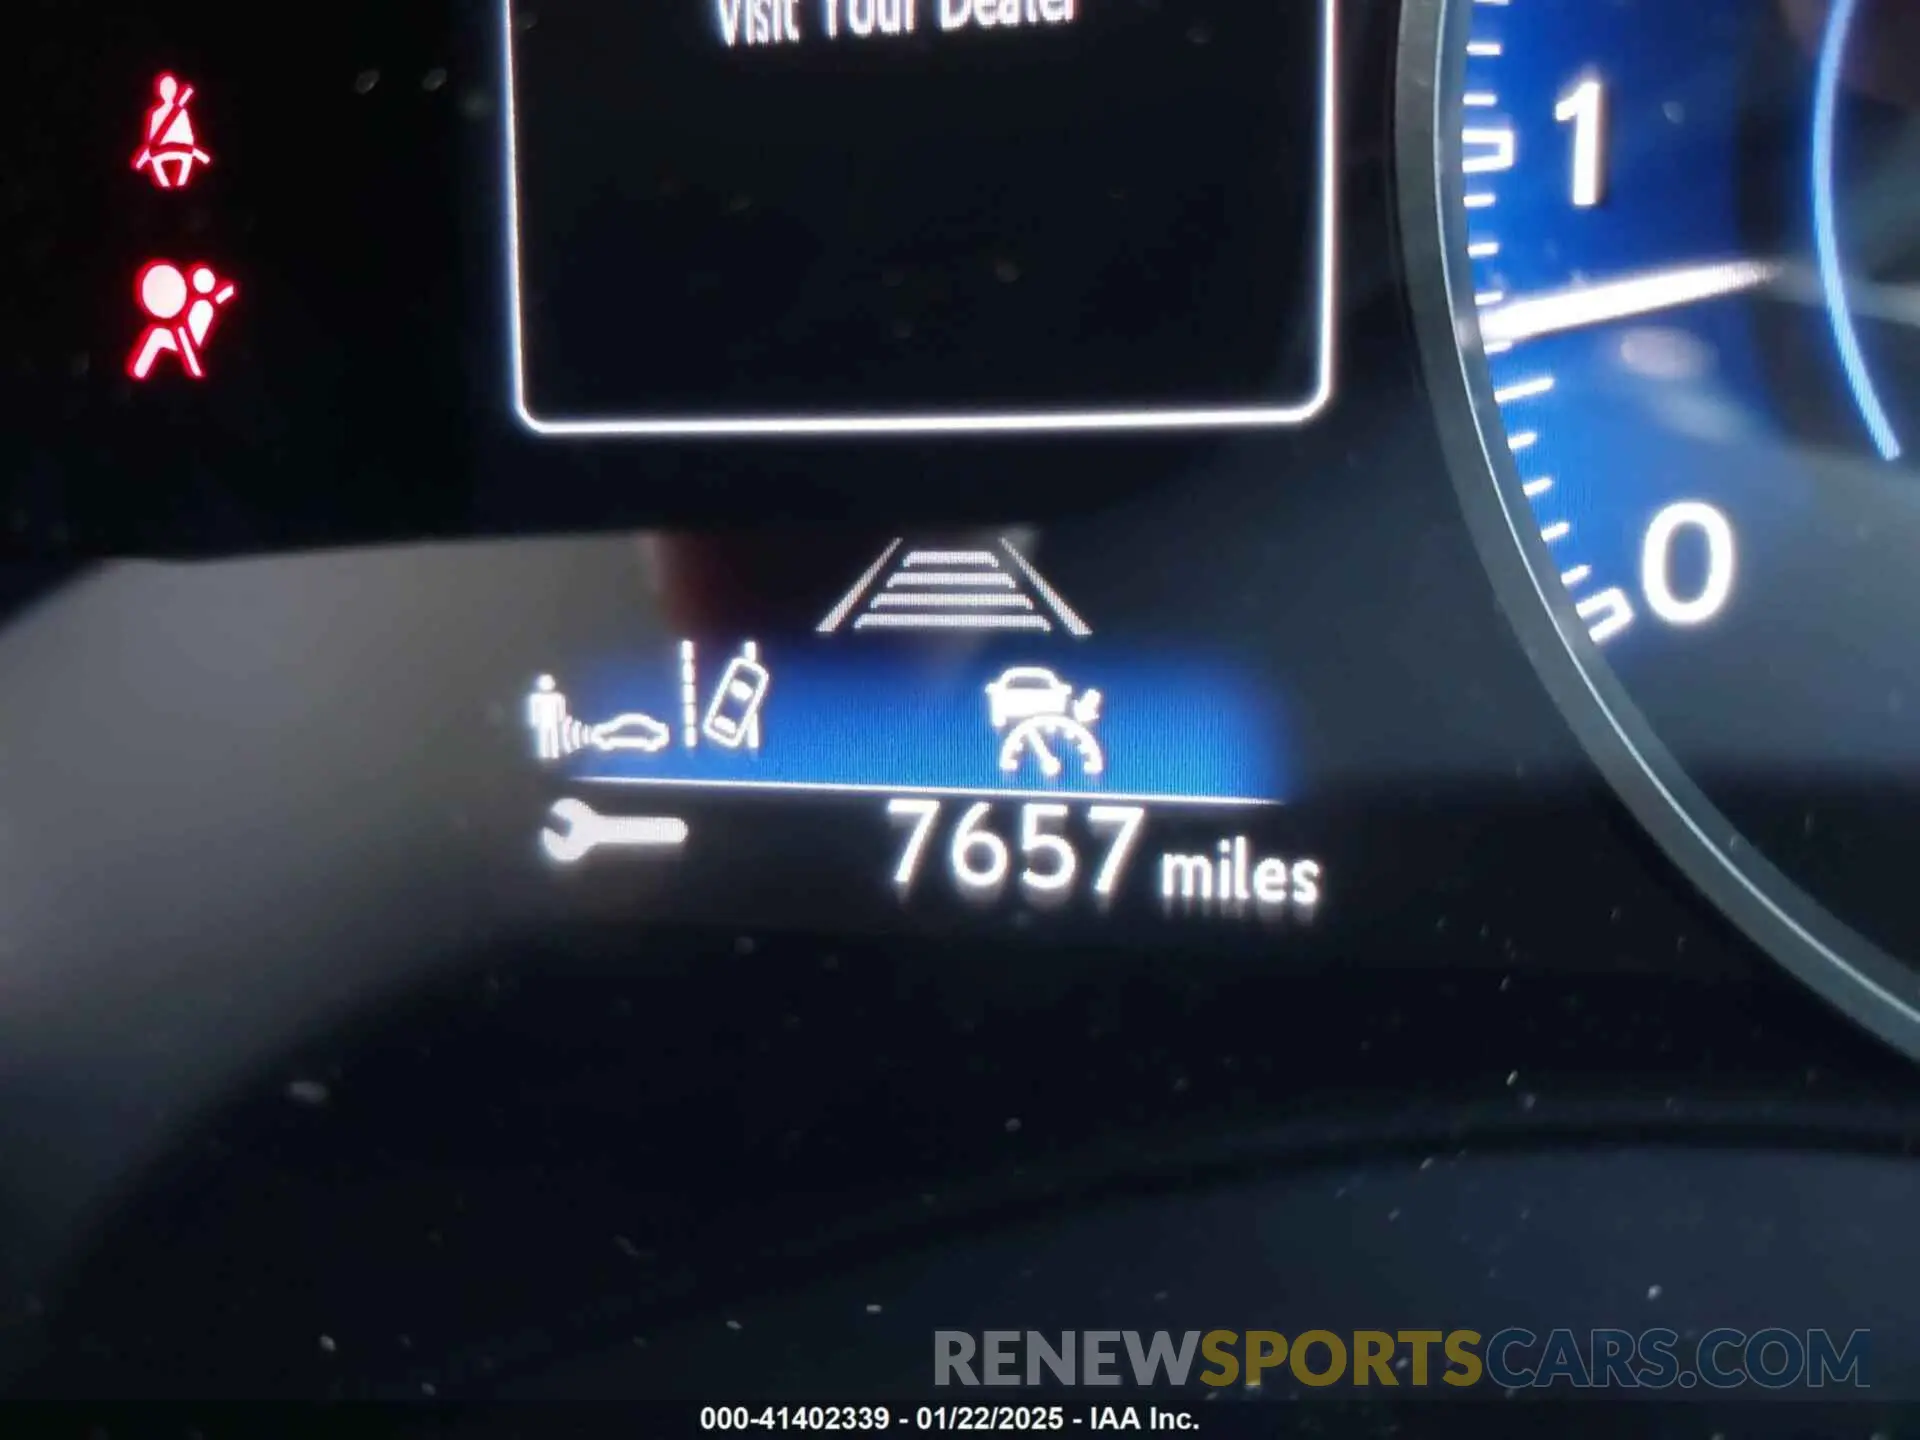 Visit Your Dealer
1
0
7657 miles
RENEWSPORTSCARS.COM
000-41402339 - 01/22/2025 - IAA Inc.